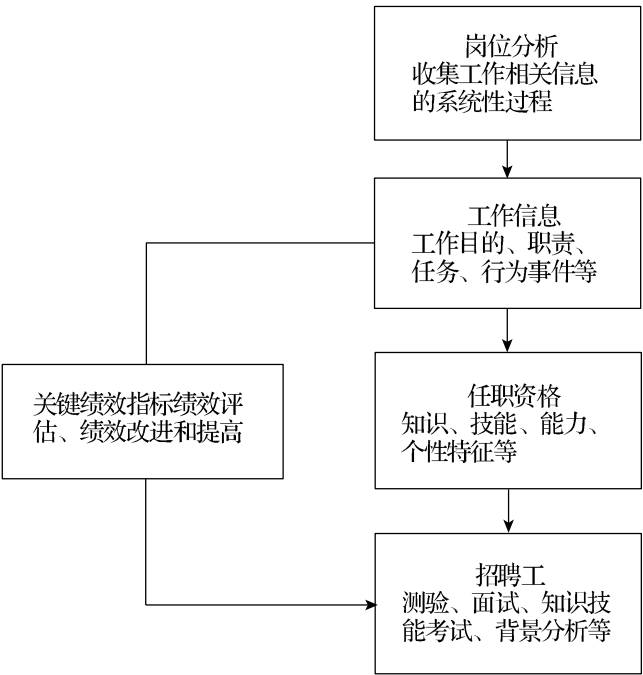 岗位分析
收集工作相关信息
的系统性过程
工作信息
工作目的、职责、
任务、行为事件等
关键绩效指标绩效评
估、绩效改进和提高
任职资格
知识、技能、能力、
个性特征等
招聘工
测验、面试、知识技
能考试、背景分析等